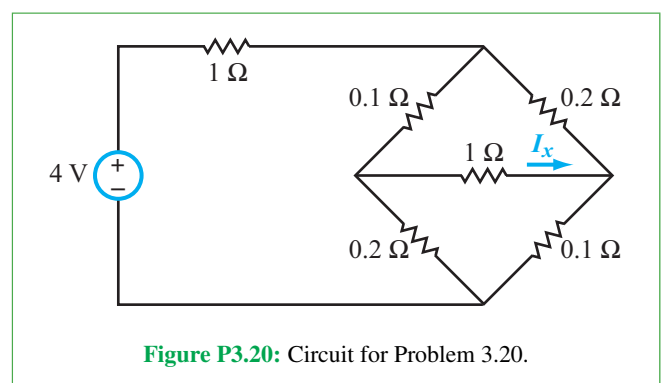 1 Ω
0.1 Ω
0.2 Ω
1 Ω
Iₓ
4 V
+
−
0.2 Ω
0.1 Ω
Figure P3.20: Circuit for Problem 3.20.